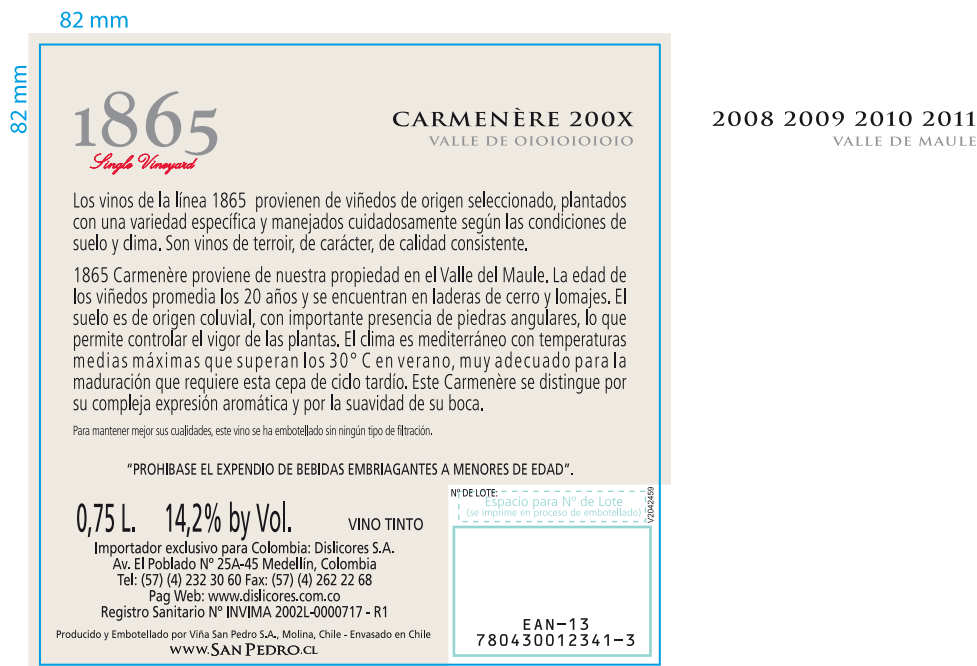 82 mm
82 mm
1865
Single Vineyard
CARMENÈRE 200X
VALLE DE OIOIOIOIOIO
2008 2009 2010 2011
VALLE DE MAULE
Los vinos de la línea 1865 provienen de viñedos de origen seleccionado, plantados
con una variedad específica y manejados cuidadosamente según las condiciones de
suelo y clima. Son vinos de terroir, de carácter, de calidad consistente.
1865 Carmenère proviene de nuestra propiedad en el Valle del Maule. La edad de
los viñedos promedia los 20 años y se encuentran en laderas de cerro y lomajes. El
suelo es de origen coluvial, con importante presencia de piedras angulares, lo que
permite controlar el vigor de las plantas. El clima es mediterráneo con temperaturas
medias máximas que superan los 30° C en verano, muy adecuado para la
maduración que requiere esta cepa de ciclo tardío. Este Carmenère se distingue por
su compleja expresión aromática y por la suavidad de su boca.
Para mantener mejor sus cualidades, este vino se ha embotellado sin ningún tipo de filtración.
"PROHIBASE EL EXPENDIO DE BEBIDAS EMBRIAGANTES A MENORES DE EDAD".
0,75 L. 14,2% by Vol. VINO TINTO
Importador exclusivo para Colombia: Dislicores S.A.
Av. El Poblado Nº 25A-45 Medellín, Colombia
Tel: (57) (4) 232 30 60 Fax: (57) (4) 262 22 68
Pag Web: www.dislicores.com.co
Registro Sanitario Nº INVIMA 2002L-0000717 - R1
Producido y Embotellado por Viña San Pedro S.A., Molina, Chile - Envasado en Chile
WWW.SAN PEDRO.CL
Nº DE LOTE:
Espacio para Nº de Lote
(se imprime en proceso de embotellado)
V2042459
EAN-13
780430012341-3